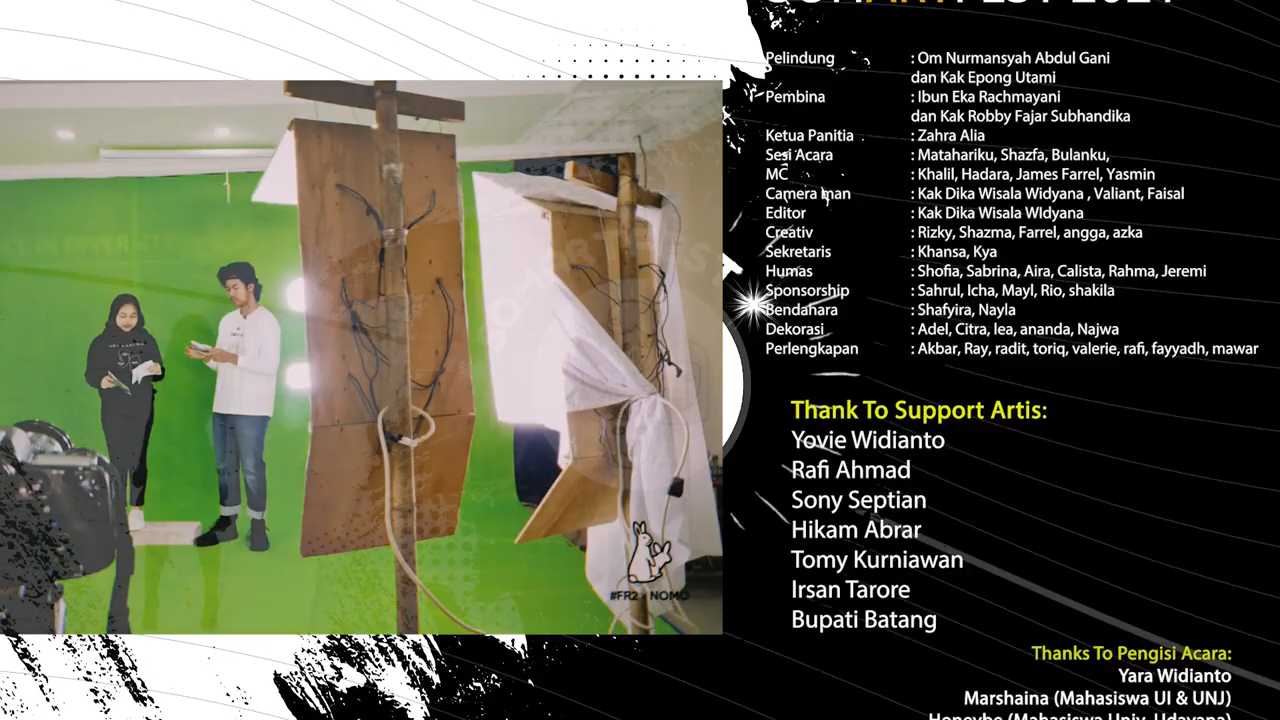 Pelindung : Om Nurmansyah Abdul Gani
dan Kak Epong Utami
Pembina : Ibun Eka Rachmayani
dan Kak Robby Fajar Subhandika
Ketua Panitia : Zahra Alia
Sesi Acara : Matahariku, Shazfa, Bulanku,
MC : Khalil, Hadara, James Farrel, Yasmin
Camera man : Kak Dika Wisala Widyana , Valiant, Faisal
Editor : Kak Dika Wisala WIdyana
Creativ : Rizky, Shazma, Farrel, angga, azka
Sekretaris : Khansa, Kya
Humas : Shofia, Sabrina, Aira, Calista, Rahma, Jeremi
Sponsorship : Sahrul, Icha, Mayl, Rio, shakila
Bendahara : Shafyira, Nayla
Dekorasi : Adel, Citra, lea, ananda, Najwa
Perlengkapan : Akbar, Ray, radit, toriq, valerie, rafi, fayyadh, mawar
Thank To Support Artis:
Yovie Widianto
Rafi Ahmad
Sony Septian
Hikam Abrar
Tomy Kurniawan
Irsan Tarore
Bupati Batang
#FR2 - NOMO
Thanks To Pengisi Acara:
Yara Widianto
Marshaina (Mahasiswa UI & UNJ)